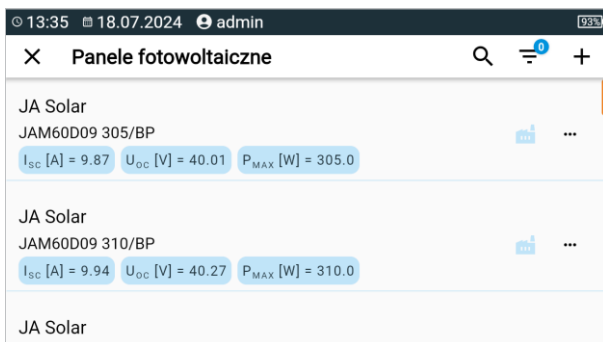 13:35 18.07.2024 admin 93%
Panele fotowoltaiczne 0
JA Solar
JAM60D09 305/BP
ISC [A] = 9.87 UOC [V] = 40.01 PMAX [W] = 305.0
JA Solar
JAM60D09 310/BP
ISC [A] = 9.94 UOC [V] = 40.27 PMAX [W] = 310.0
JA Solar